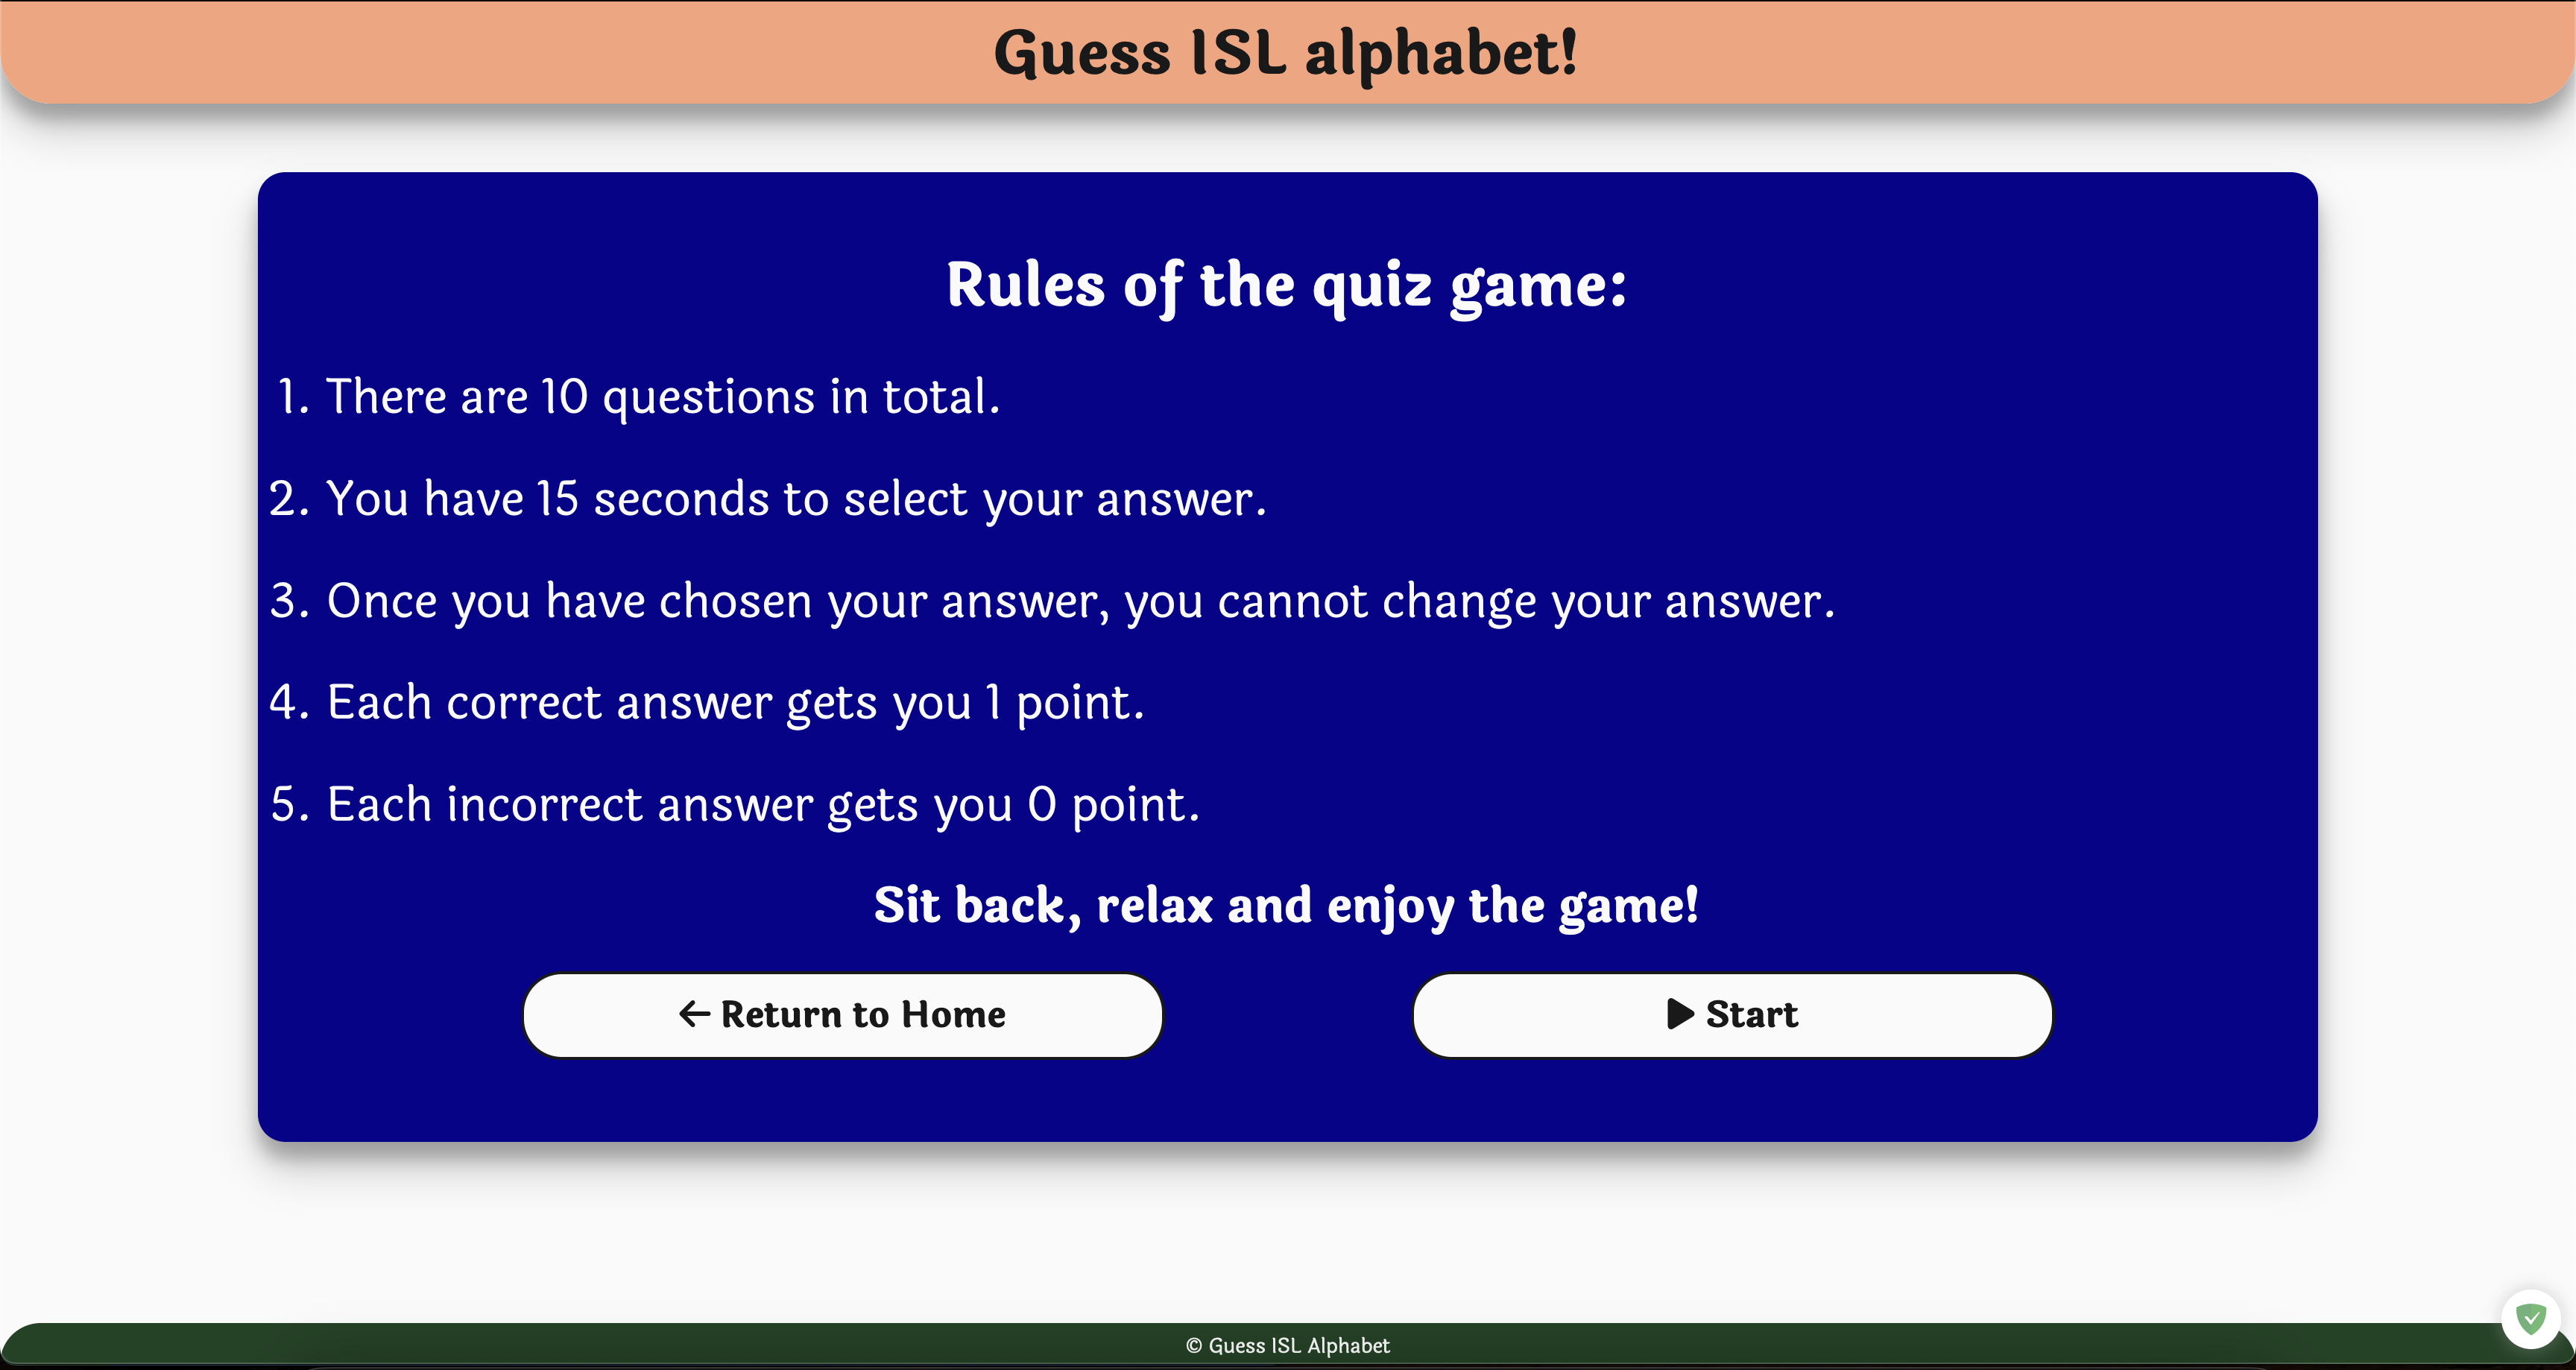 Guess ISL alphabet!
Rules of the quiz game:
1. There are 10 questions in total.
2. You have 15 seconds to select your answer.
3. Once you have chosen your answer, you cannot change your answer.
4. Each correct answer gets you 1 point.
5. Each incorrect answer gets you 0 point.
Sit back, relax and enjoy the game!
Return to Home
Start
© Guess ISL Alphabet